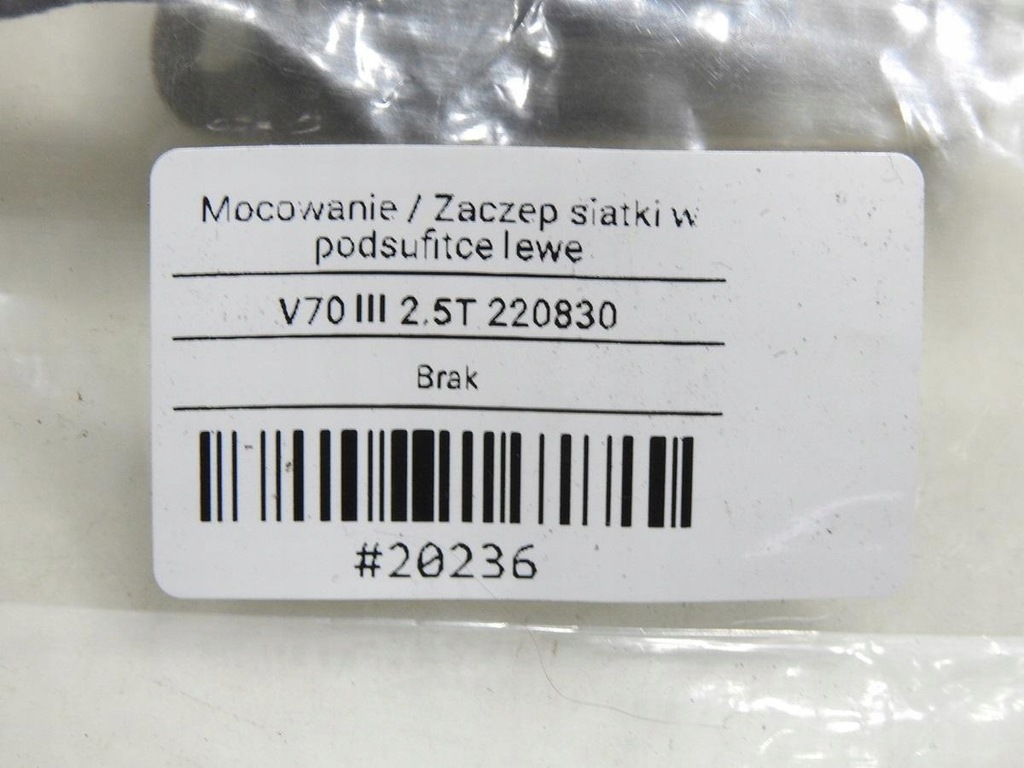 Mocowanie / Zaczep siatki w
podsufitce lewe
V70 III 2.5T 220830
Brak
#20236